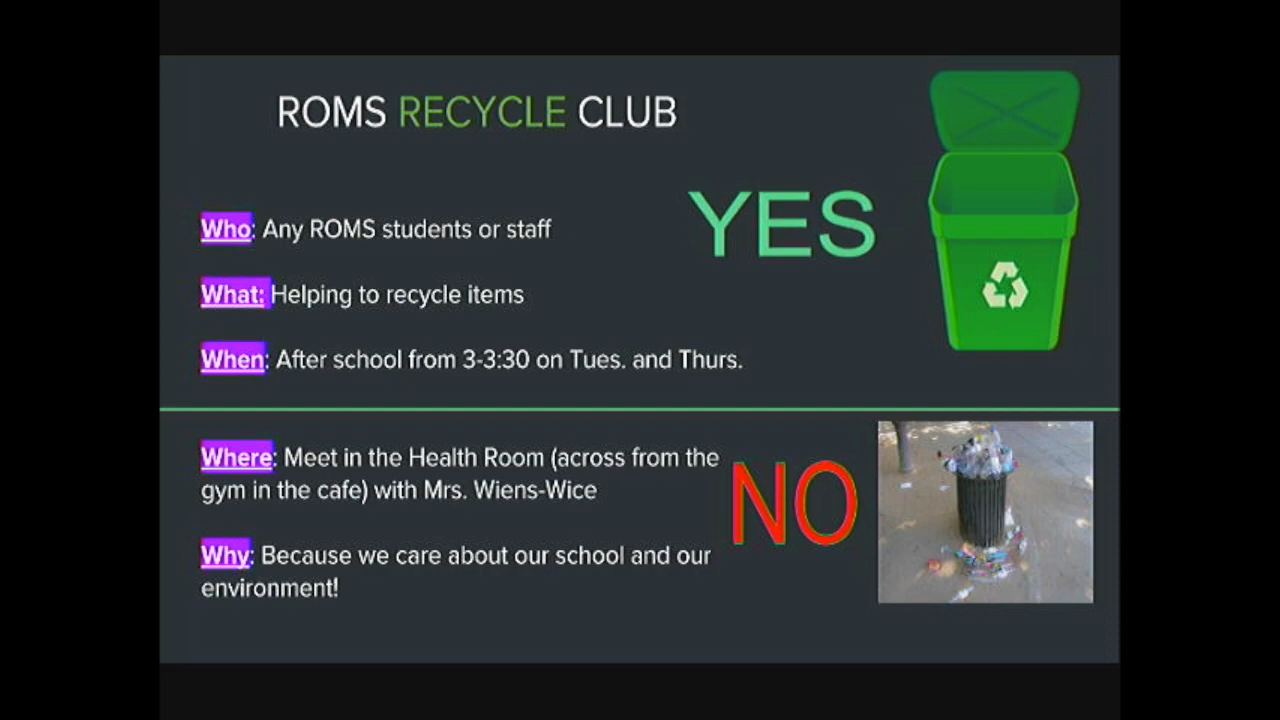 ROMS RECYCLE CLUB
YES
Who: Any ROMS students or staff
What: Helping to recycle items
When: After school from 3-3:30 on Tues. and Thurs.
Where: Meet in the Health Room (across from the
gym in the cafe) with Mrs. Wiens-Wice
NO
Why: Because we care about our school and our
environment!